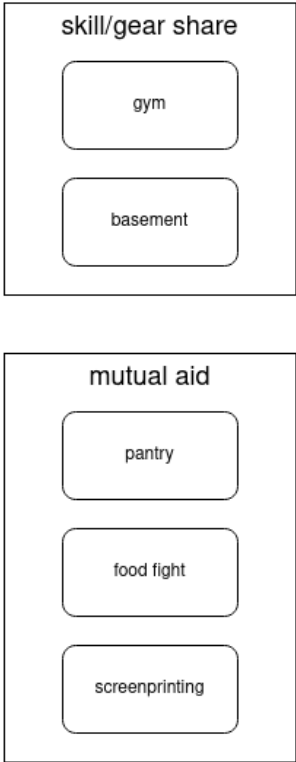 skill/gear share
gym
basement
mutual aid
pantry
food fight
screenprinting